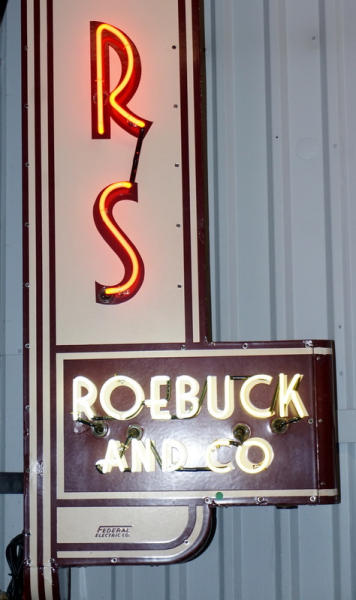 R
S
ROEBUCK
AND CO
FEDERAL
ELECTRIC CO.